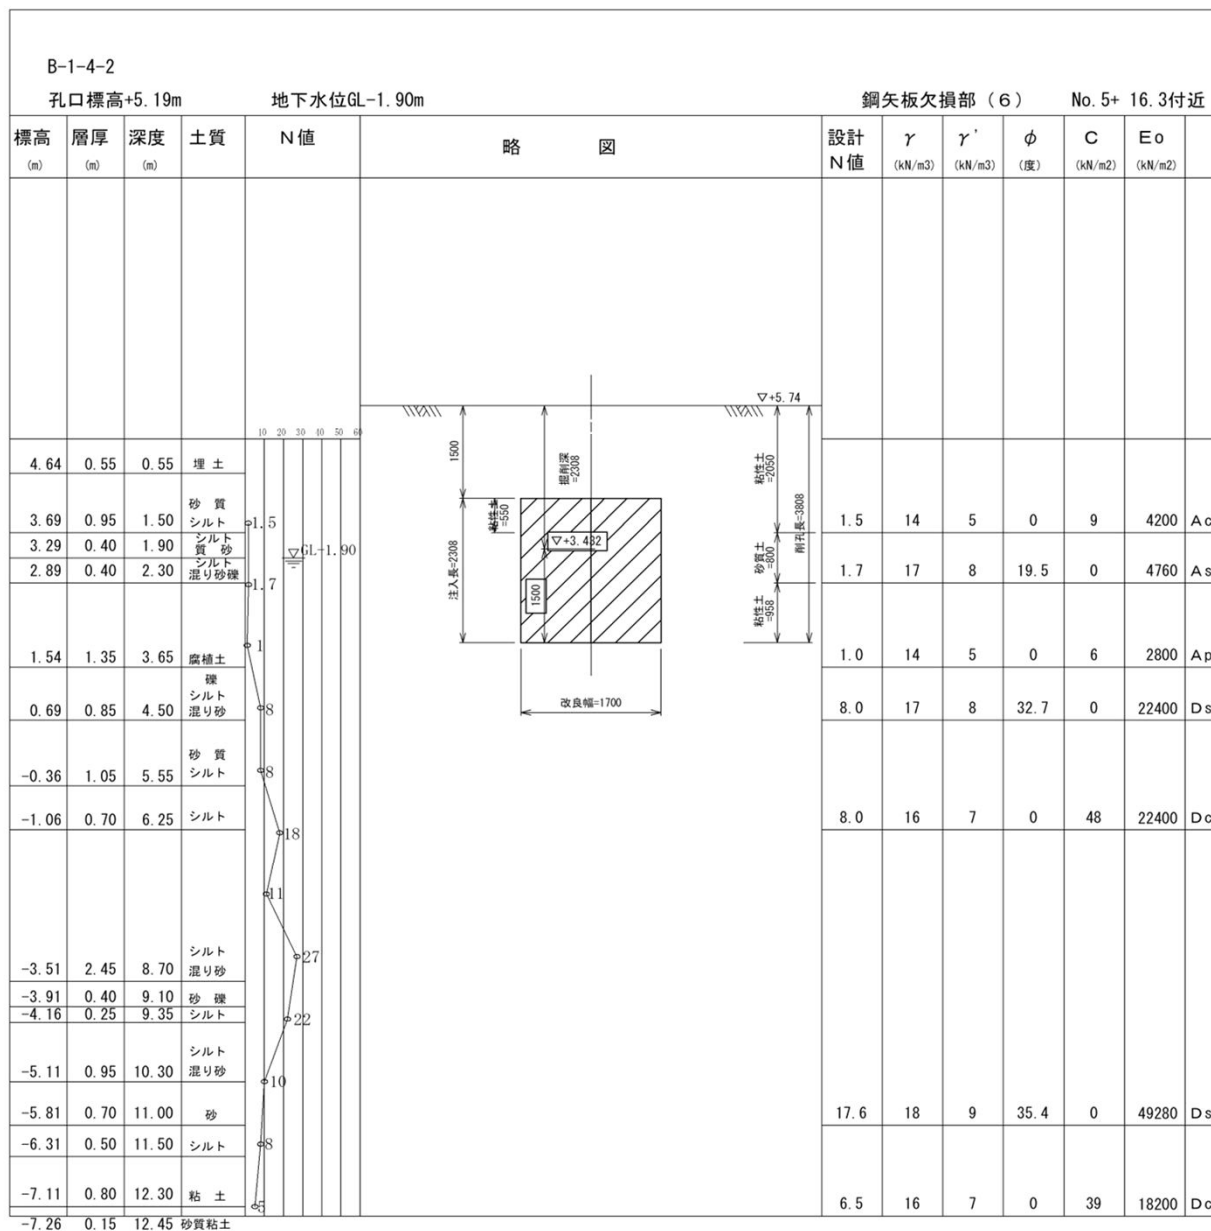 B-1-4-2
孔口標高+5.19m 地下水位GL-1.90m 鋼矢板欠損部（6） No.5+ 16.3付近
標高 層厚 深度 土質 N値 略 図 設計 γ γ' φ C Eo
(m) (m) (m) N値 (kN/m3) (kN/m3) (度) (kN/m2) (kN/m2)
▽+5.74
10 20 30 40 50 60
1500
掘削深
=2308
粘性土
=2050
削孔長=3808
4.64 0.55 0.55 埋 土
砂 質
3.69 0.95 1.50 シルト 1.5
粘性土
=550
1.5 14 5 0 9 4200 Ac
シルト
3.29 0.40 1.90 質 砂
▽GL-1.90
▽+3.432
シルト
2.89 0.40 2.30 混り砂礫
1.7
注入長=2308
1500
砂質土
=800
1.7 17 8 19.5 0 4760 As
粘性土
=958
1
1.54 1.35 3.65 腐植土 1.0 14 5 0 6 2800 Ap
礫
シルト
0.69 0.85 4.50 混り砂 8 改良幅=1700 8.0 17 8 32.7 0 22400 Ds
砂 質
-0.36 1.05 5.55 シルト 8
-1.06 0.70 6.25 シルト 18 8.0 16 7 0 48 22400 Dc
11
シルト
27
-3.51 2.45 8.70 混り砂
-3.91 0.40 9.10 砂 礫
-4.16 0.25 9.35 シルト 22
シルト
-5.11 0.95 10.30 混り砂 10
-5.81 0.70 11.00 砂 17.6 18 9 35.4 0 49280 Ds
-6.31 0.50 11.50 シルト 8
-7.11 0.80 12.30 粘 土 5 6.5 16 7 0 39 18200 Dc
-7.26 0.15 12.45 砂質粘土